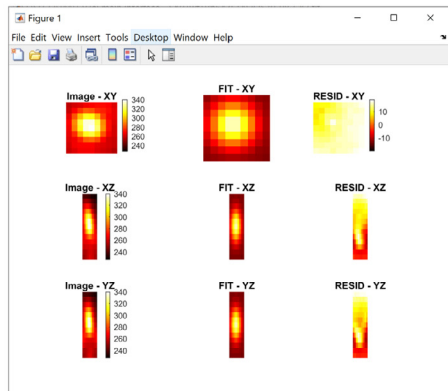 Figure 1
File Edit View Insert Tools Desktop Window Help
Image - XY
FIT - XY
RESID - XY
340
320
300
280
260
240
10
0
-10
Image - XZ
FIT - XZ
RESID - XZ
340
320
300
280
260
240
Image - YZ
FIT - YZ
RESID - YZ
340
320
300
280
260
240